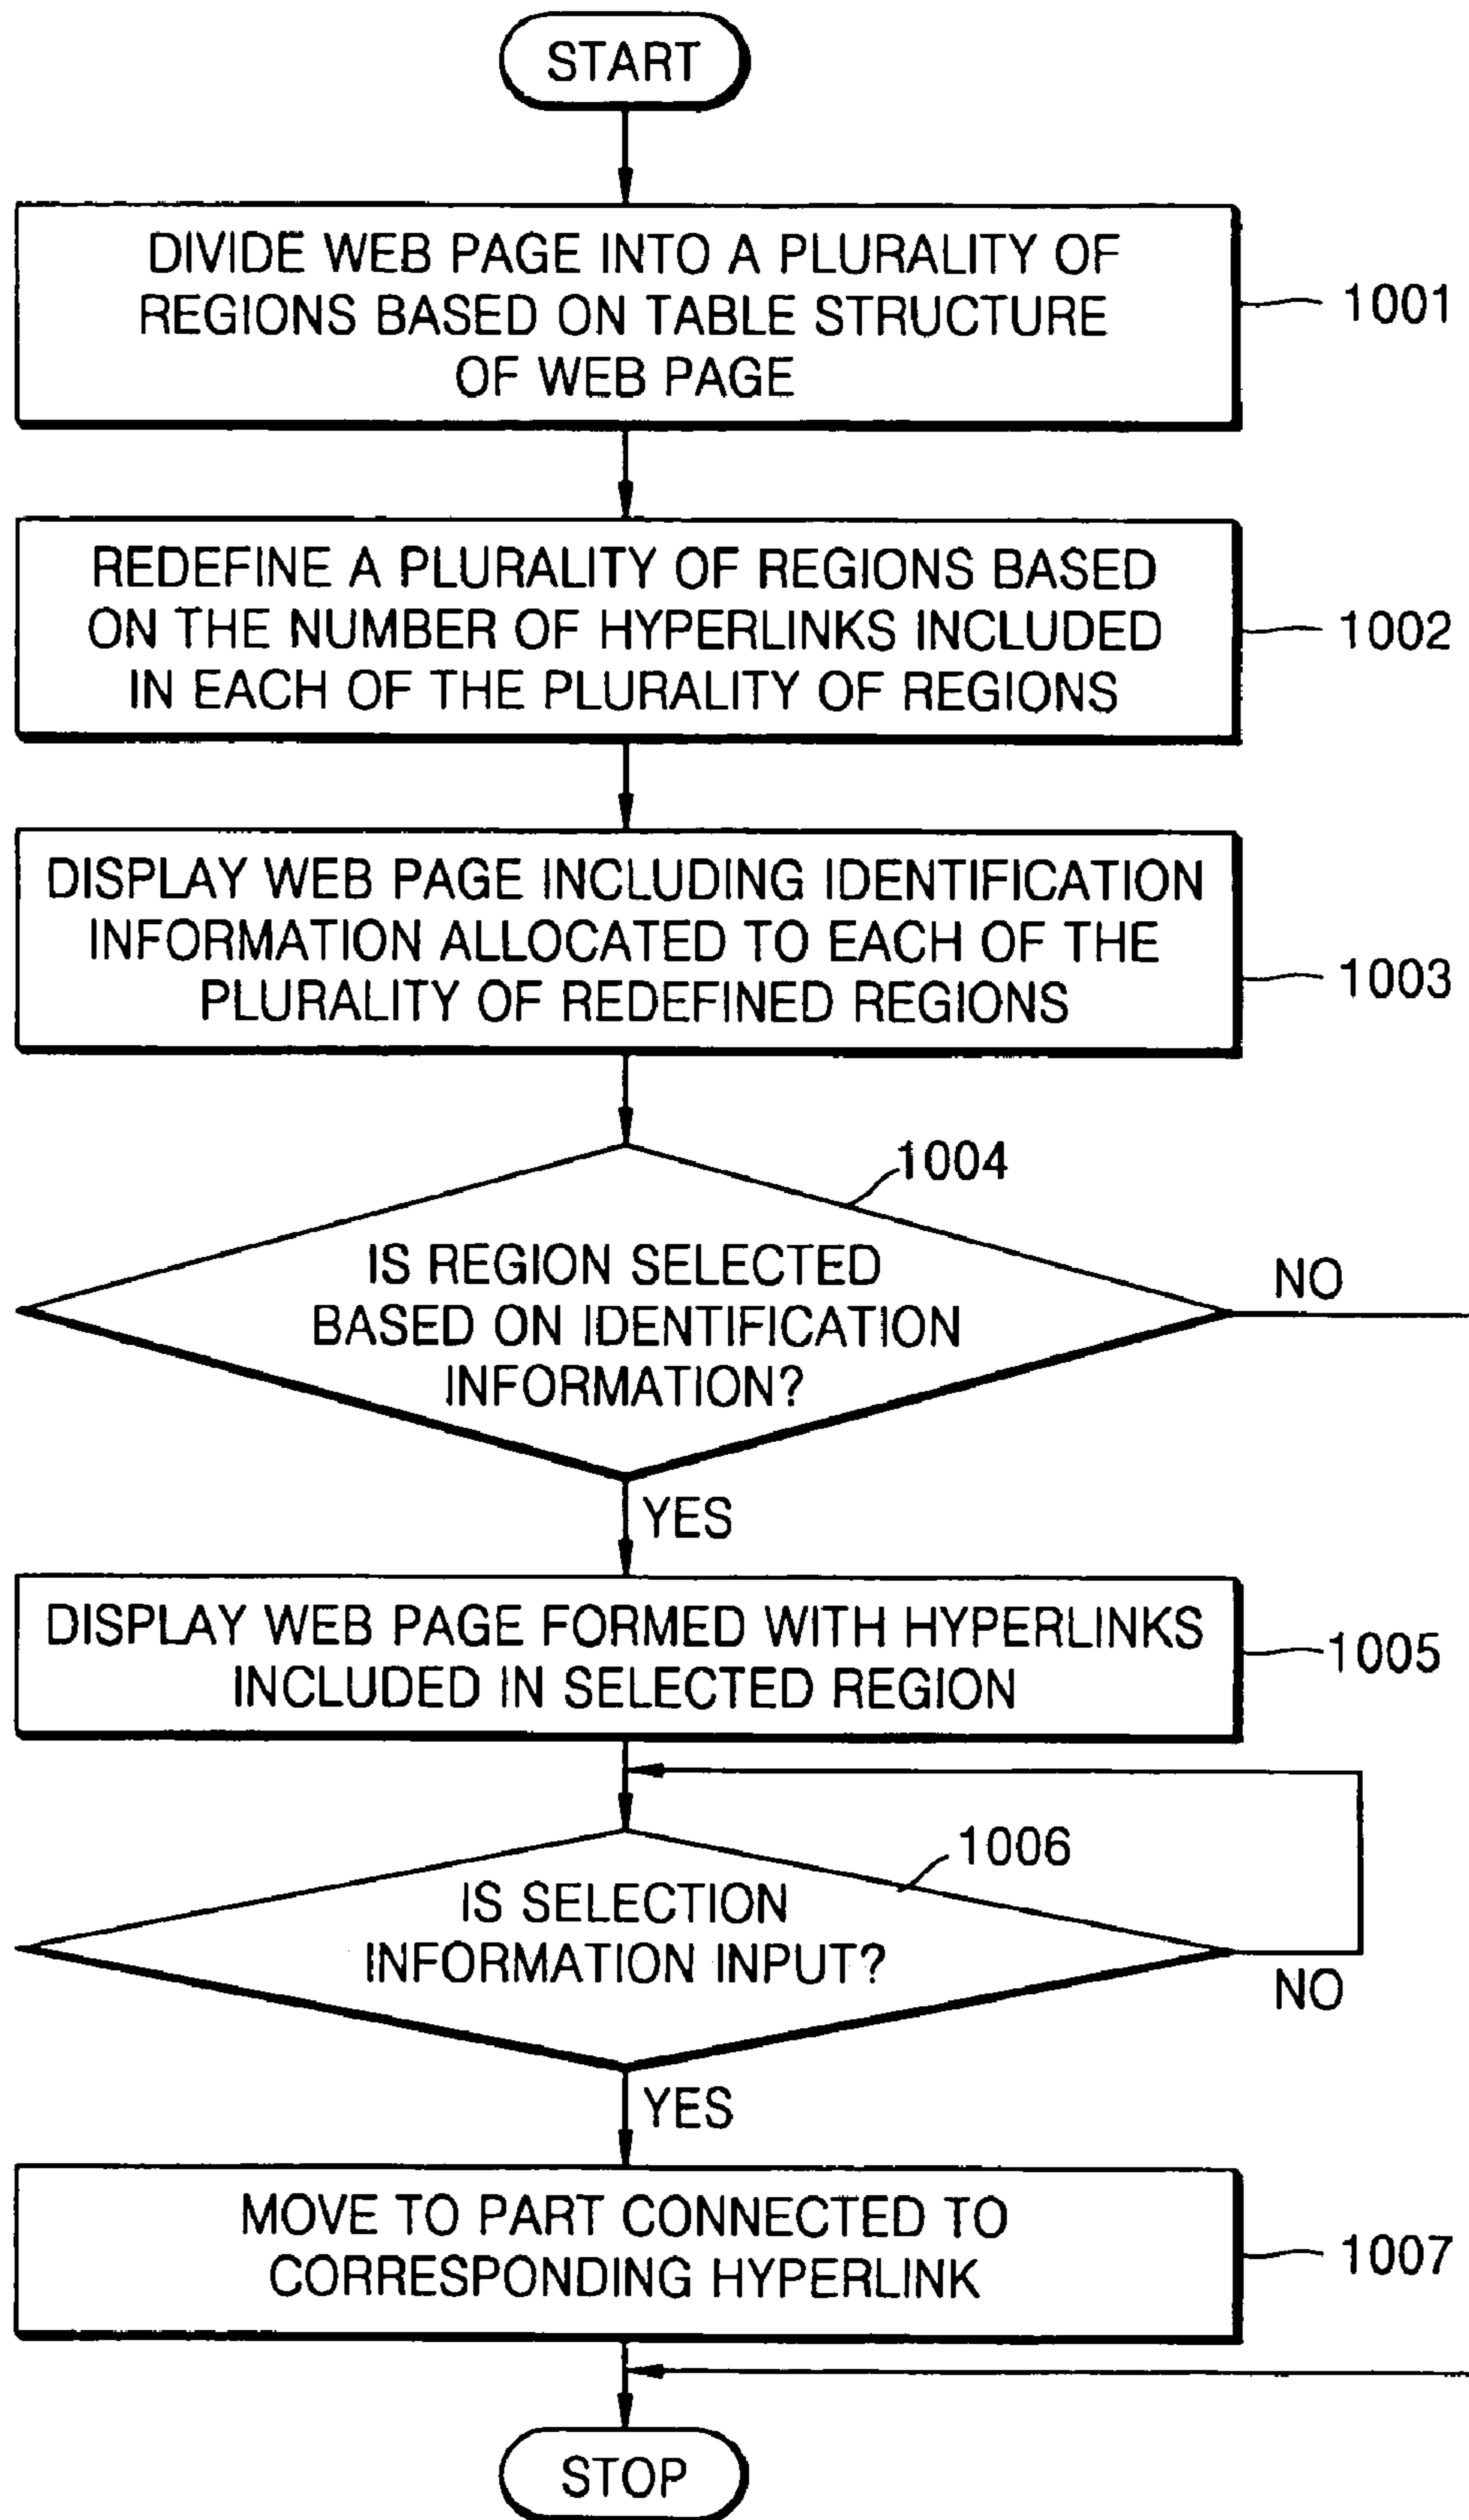 START
DIVIDE WEB PAGE INTO A PLURALITY OF
REGIONS BASED ON TABLE STRUCTURE
OF WEB PAGE
1001
REDEFINE A PLURALITY OF REGIONS BASED
ON THE NUMBER OF HYPERLINKS INCLUDED
IN EACH OF THE PLURALITY OF REGIONS
1002
DISPLAY WEB PAGE INCLUDING IDENTIFICATION
INFORMATION ALLOCATED TO EACH OF THE
PLURALITY OF REDEFINED REGIONS
1003
1004
IS REGION SELECTED
BASED ON IDENTIFICATION
INFORMATION?
NO
YES
DISPLAY WEB PAGE FORMED WITH HYPERLINKS
INCLUDED IN SELECTED REGION
1005
1006
IS SELECTION
INFORMATION INPUT?
NO
YES
MOVE TO PART CONNECTED TO
CORRESPONDING HYPERLINK
1007
STOP